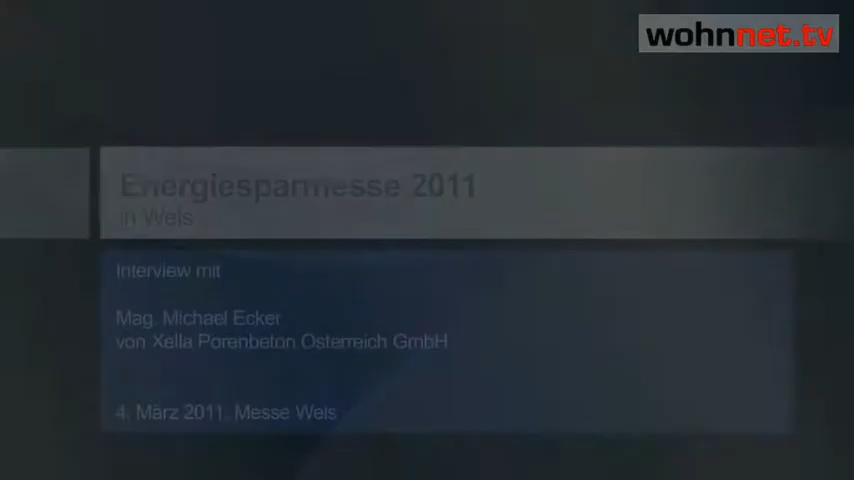 wohnnet.tv
Energiesparmesse 2011
in Wels
Interview mit
Mag. Michael Ecker
von Xella Porenbeton Österreich GmbH
4. März 2011, Messe Wels